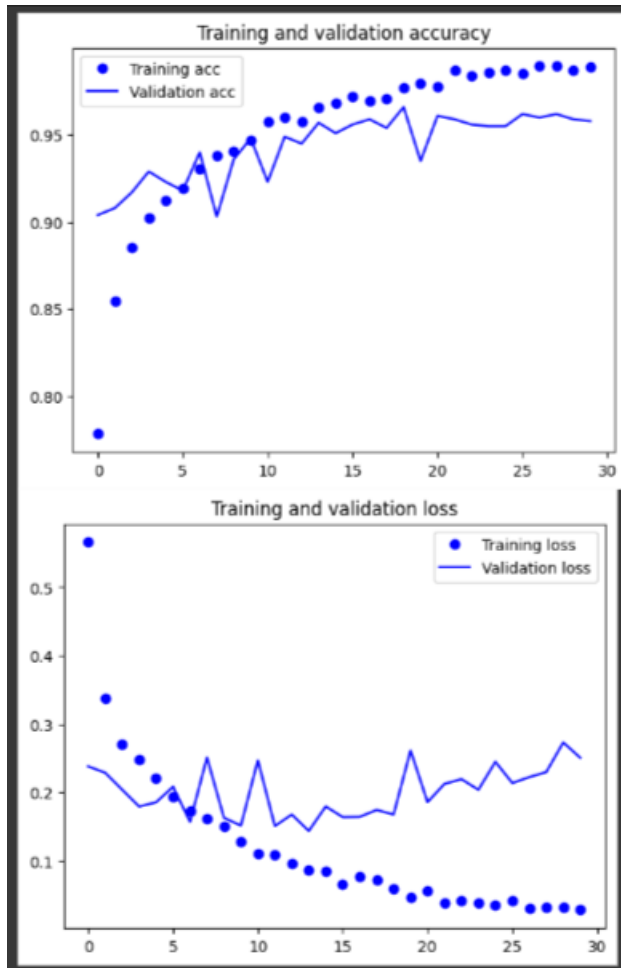 Training and validation accuracy
Training acc
Validation acc
0.95
0.90
0.85
0.80
0 5 10 15 20 25 30
Training and validation loss
Training loss
Validation loss
0.5
0.4
0.3
0.2
0.1
0 5 10 15 20 25 30